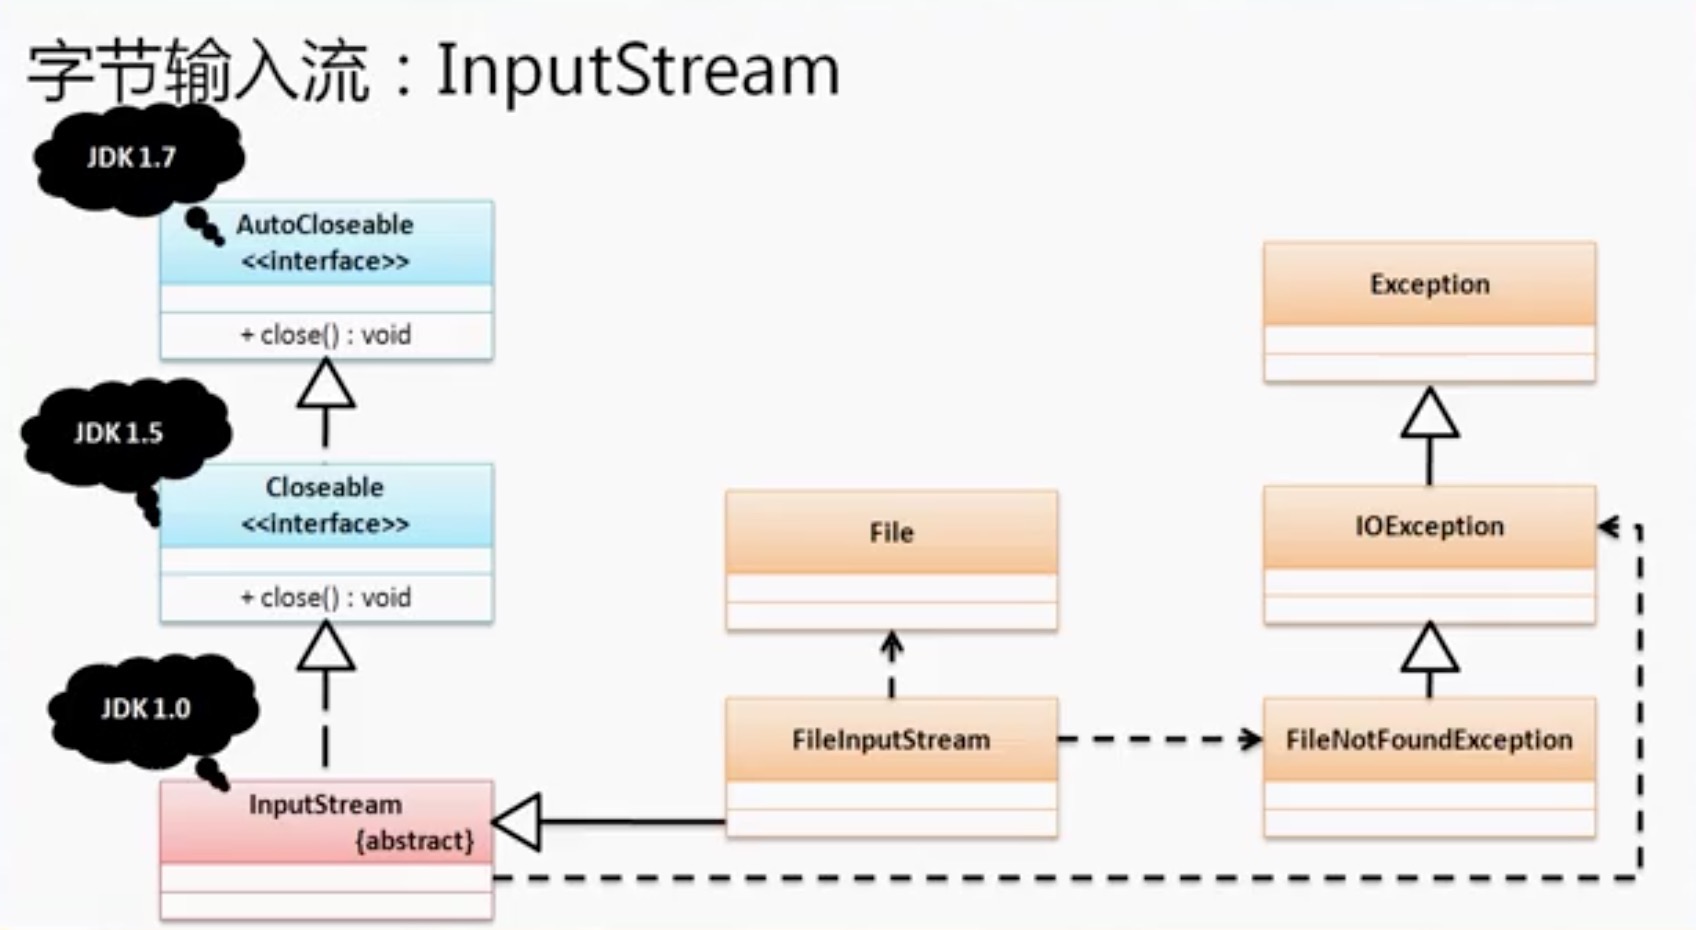 字节输入流：InputStream
JDK 1.7
AutoCloseable
<<interface>>
+ close() : void
JDK 1.5
Closeable
<<interface>>
+ close() : void
JDK 1.0
InputStream
{abstract}
File
FileInputStream
Exception
IOException
FileNotFoundException